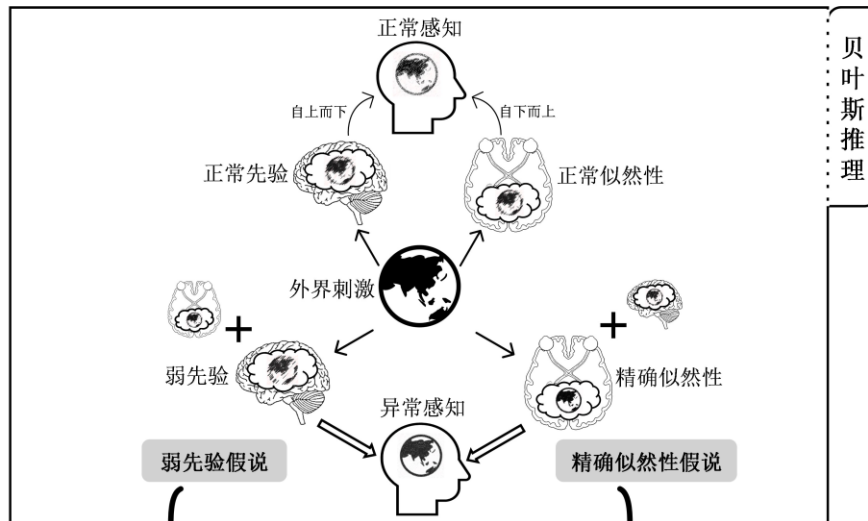 正常感知
自上而下
自下而上
正常先验
正常似然性
外界刺激
+
+
弱先验
精确似然性
异常感知
弱先验假说
精确似然性假说
贝叶斯推理